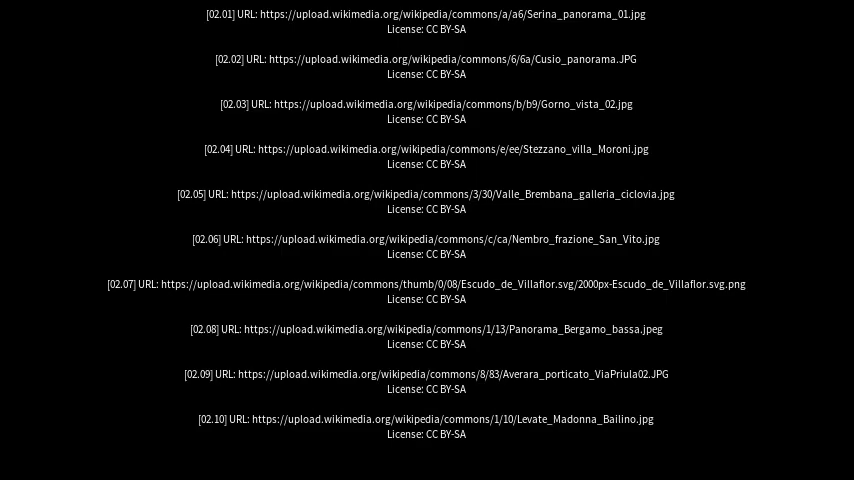 [02.01] URL: https://upload.wikimedia.org/wikipedia/commons/a/a6/Serina_panorama_01.jpg
License: CC BY-SA
[02.02] URL: https://upload.wikimedia.org/wikipedia/commons/6/6a/Cusio_panorama.JPG
License: CC BY-SA
[02.03] URL: https://upload.wikimedia.org/wikipedia/commons/b/b9/Gorno_vista_02.jpg
License: CC BY-SA
[02.04] URL: https://upload.wikimedia.org/wikipedia/commons/e/ee/Stezzano_villa_Moroni.jpg
License: CC BY-SA
[02.05] URL: https://upload.wikimedia.org/wikipedia/commons/3/30/Valle_Brembana_galleria_ciclovia.jpg
License: CC BY-SA
[02.06] URL: https://upload.wikimedia.org/wikipedia/commons/c/ca/Nembro_frazione_San_Vito.jpg
License: CC BY-SA
[02.07] URL: https://upload.wikimedia.org/wikipedia/commons/thumb/0/08/Escudo_de_Villaflor.svg/2000px-Escudo_de_Villaflor.svg.png
License: CC BY-SA
[02.08] URL: https://upload.wikimedia.org/wikipedia/commons/1/13/Panorama_Bergamo_bassa.jpeg
License: CC BY-SA
[02.09] URL: https://upload.wikimedia.org/wikipedia/commons/8/83/Averara_porticato_ViaPriula02.JPG
License: CC BY-SA
[02.10] URL: https://upload.wikimedia.org/wikipedia/commons/1/10/Levate_Madonna_Bailino.jpg
License: CC BY-SA